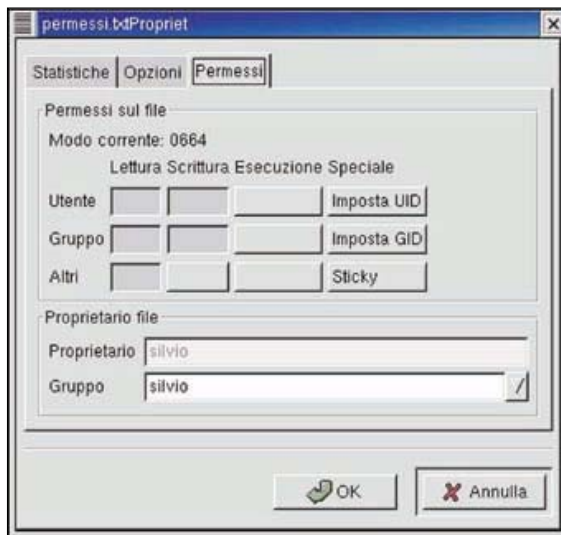 permessi.txtPropriet
Statistiche Opzioni Permessi
Permessi sul file
Modo corrente: 0664
Lettura Scrittura Esecuzione Speciale
Utente Imposta UID
Gruppo Imposta GID
Altri Sticky
Proprietario file
Proprietario silvio
Gruppo silvio /
OK Annulla